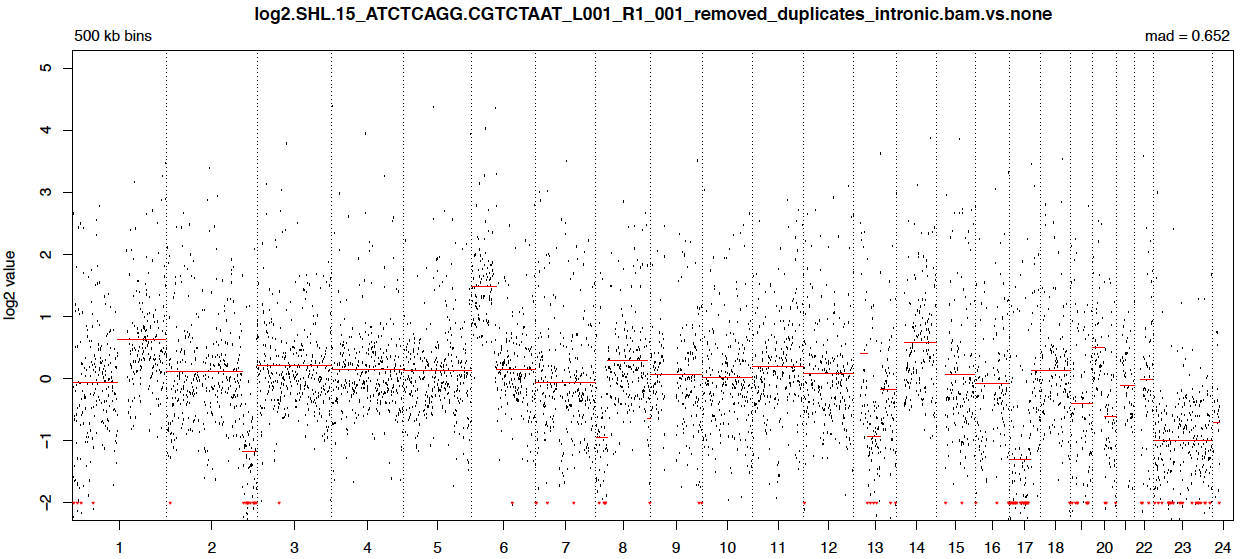 log2.SHL.15_ATCTCAGG.CGTCTAAT_L001_R1_001_removed_duplicates_intronic.bam.vs.none
500 kb bins
mad = 0.652
log2 value
5
4
3
2
1
0
-1
-2
1 2 3 4 5 6 7 8 9 10 11 12 13 14 15 16 17 18 20 22 23 24